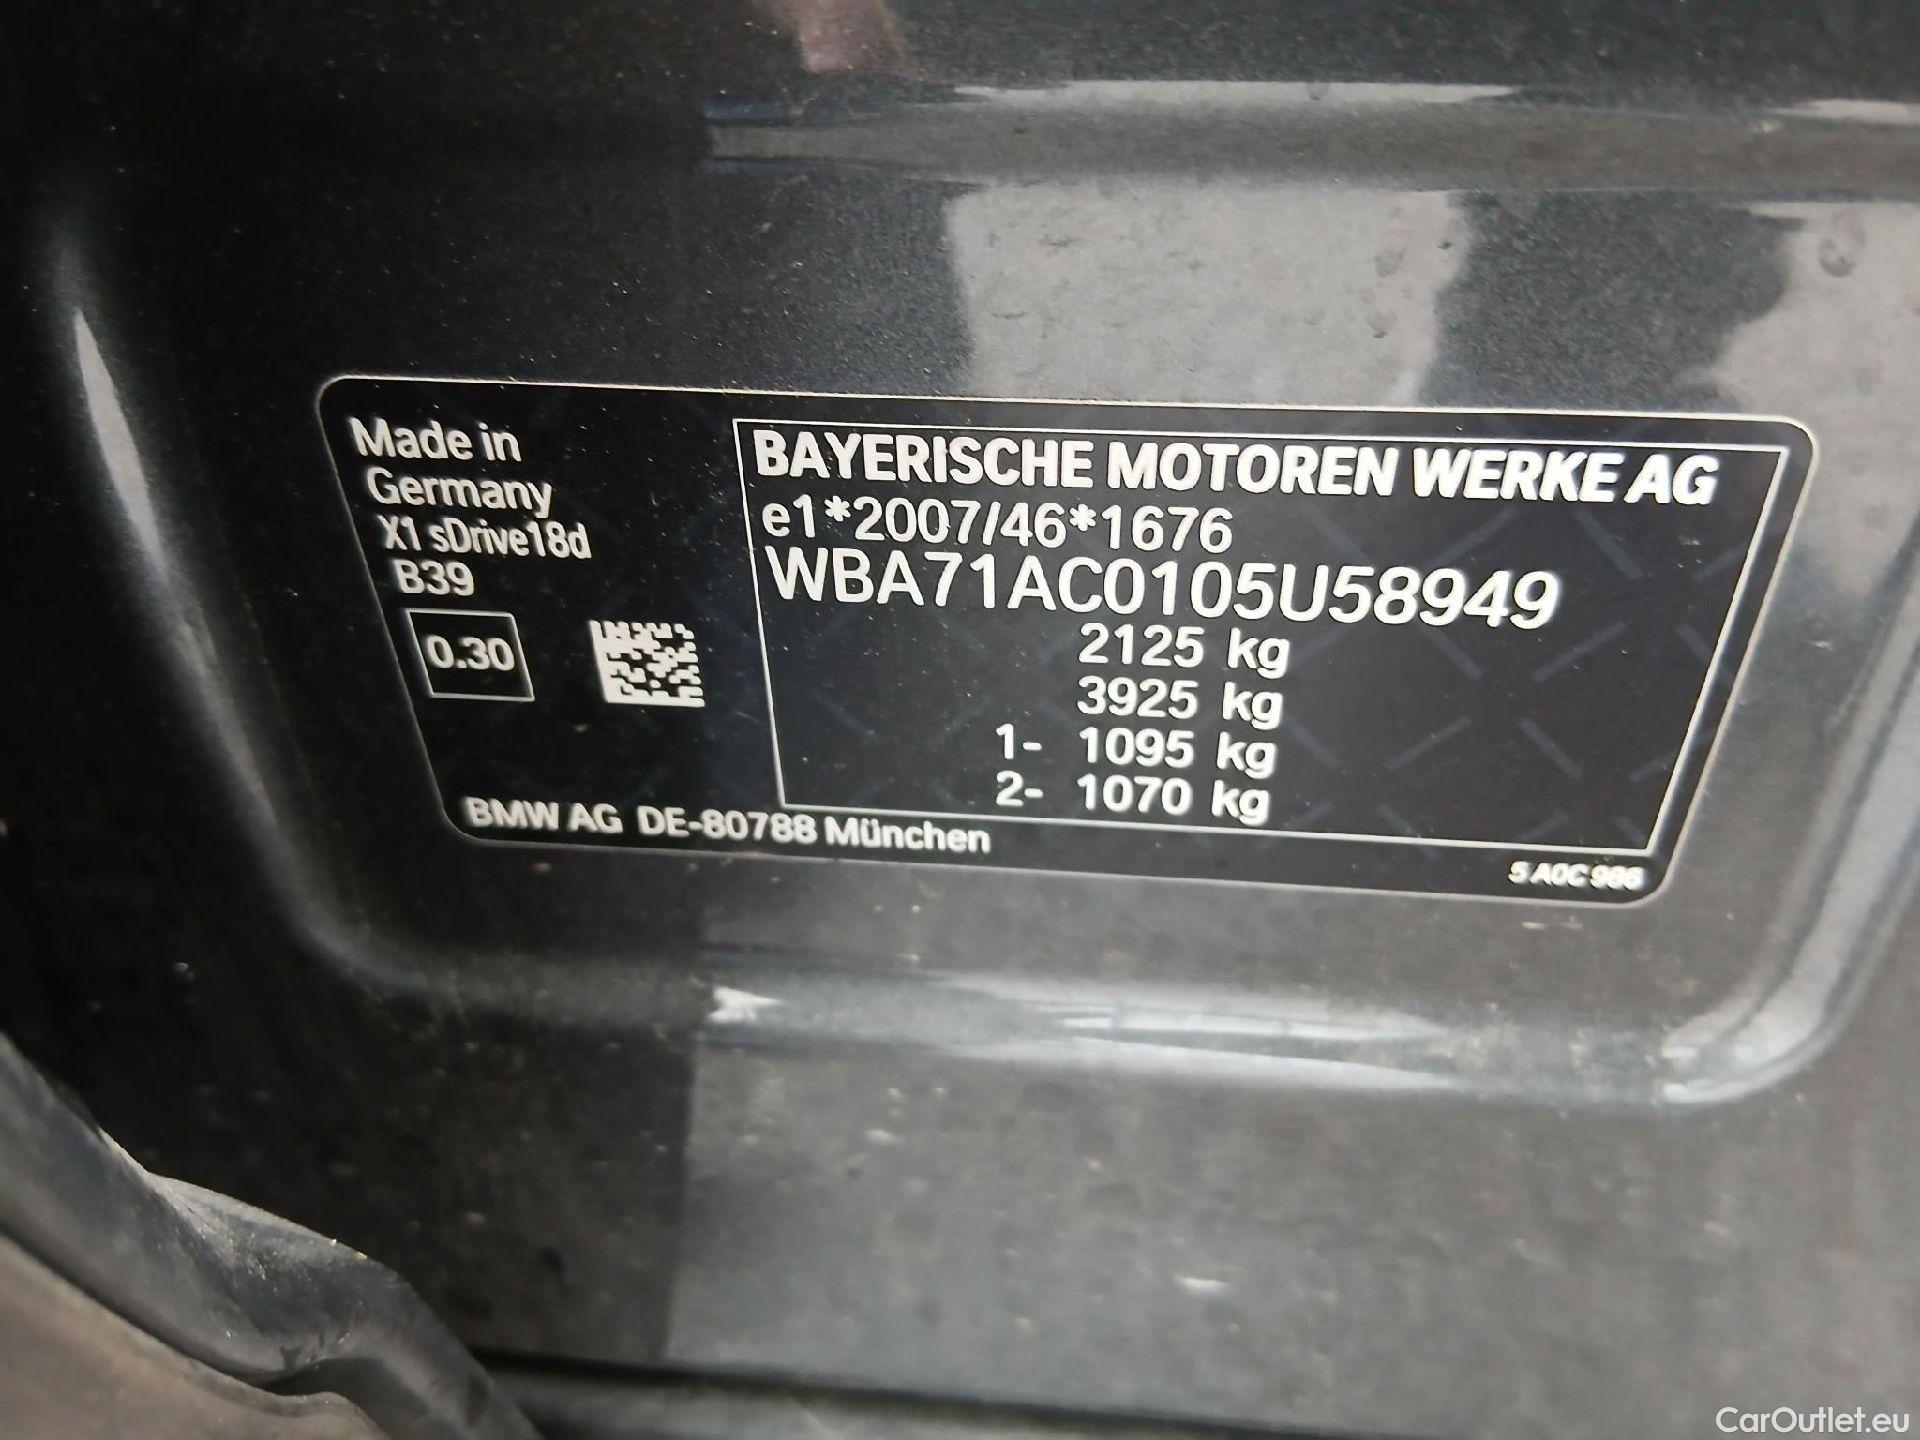 Made in
Germany
X1 sDrive18d
B39
0.30
BAYERISCHE MOTOREN WERKE AG
e1*2007/46*1676
WBA71AC0105U58949
2125 kg
3925 kg
1- 1095 kg
2- 1070 kg
BMW AG DE-80788 München
5 A0C 986
CarOutlet.eu